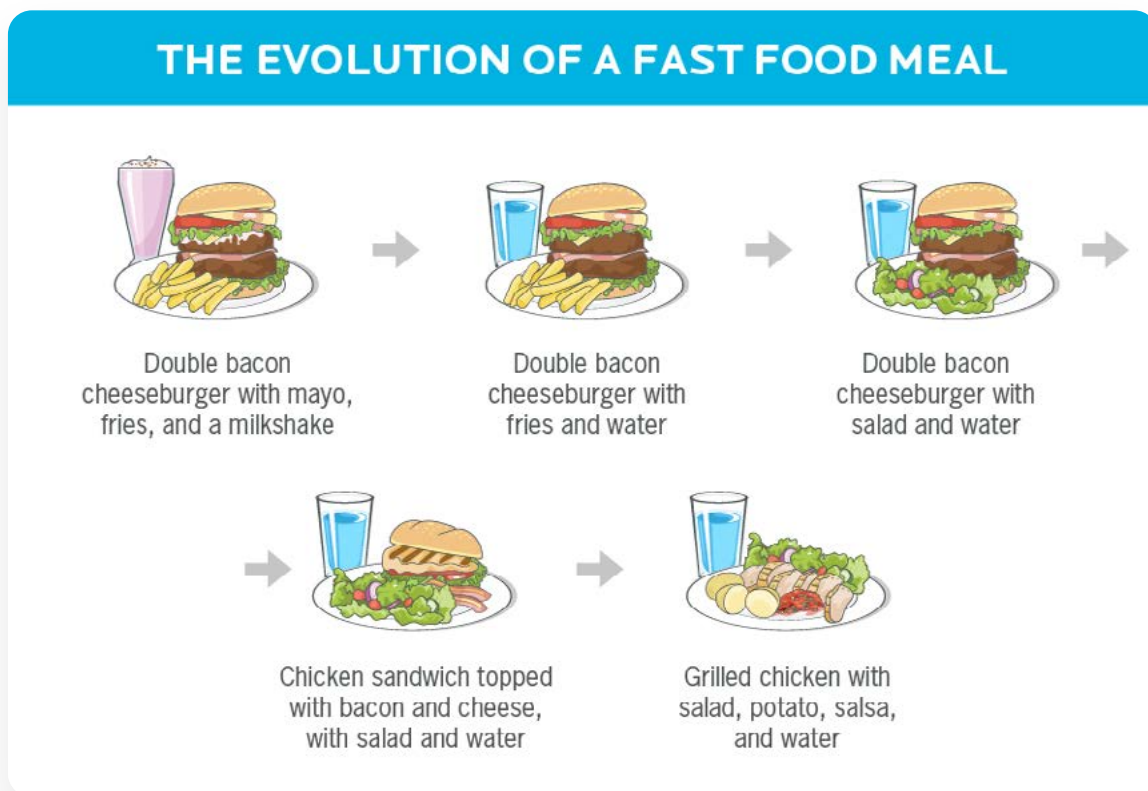 THE EVOLUTION OF A FAST FOOD MEAL
Double bacon
cheeseburger with mayo,
fries, and a milkshake
Double bacon
cheeseburger with
fries and water
Double bacon
cheeseburger with
salad and water
Chicken sandwich topped
with bacon and cheese,
with salad and water
Grilled chicken with
salad, potato, salsa,
and water